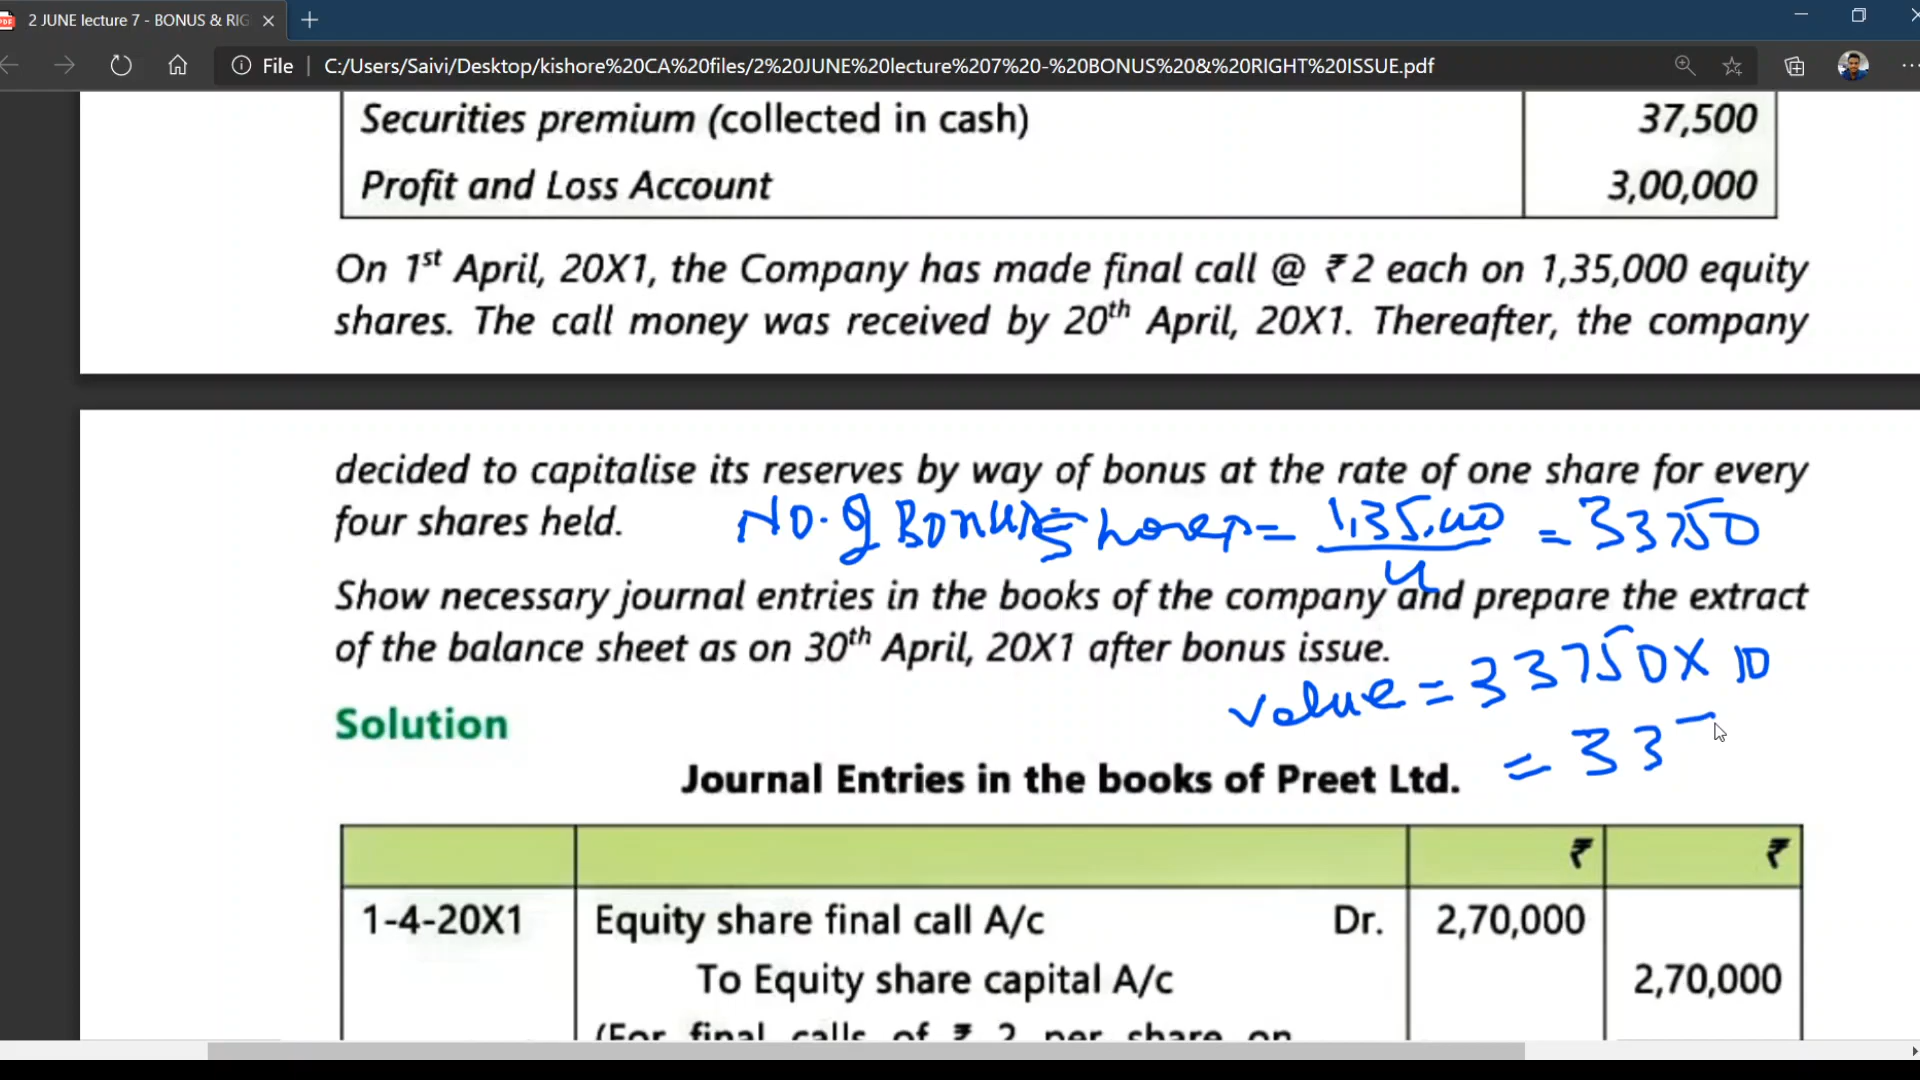 2 JUNE lecture 7 - BONUS & RIG
File C:/Users/Saivi/Desktop/kishore%20CA%20files/2%20JUNE%20lecture%207%20-%20BONUS%20&%20RIGHT%20ISSUE.pdf
Securities premium (collected in cash) 37,500
Profit and Loss Account 3,00,000
On 1st April, 20X1, the Company has made final call @ ₹ 2 each on 1,35,000 equity
shares. The call money was received by 20th April, 20X1. Thereafter, the company
decided to capitalise its reserves by way of bonus at the rate of one share for every
four shares held.
No. of Bonus Shares = 1,35,000 / 4 = 33750
Show necessary journal entries in the books of the company and prepare the extract
of the balance sheet as on 30th April, 20X1 after bonus issue.
value = 33750 X 10
Solution
= 33
Journal Entries in the books of Preet Ltd.
₹ ₹
1-4-20X1 Equity share final call A/c Dr. 2,70,000
To Equity share capital A/c 2,70,000
(For final calls of ₹ 2 per share on